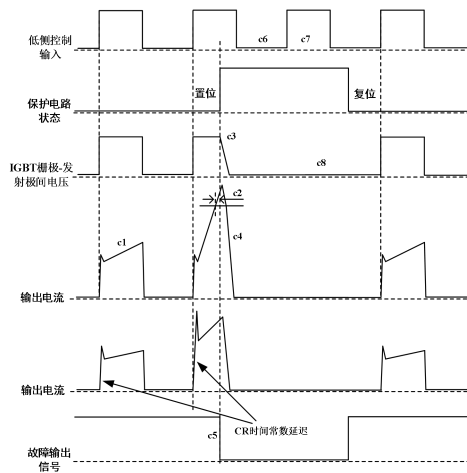 低侧控制
输入
c6
c7
置位
复位
保护电路
状态
c3
IGBT栅极-发
射极间电压
c8
c2
c1
c4
输出电流
输出电流
CR时间常数延迟
c5
故障输出
信号